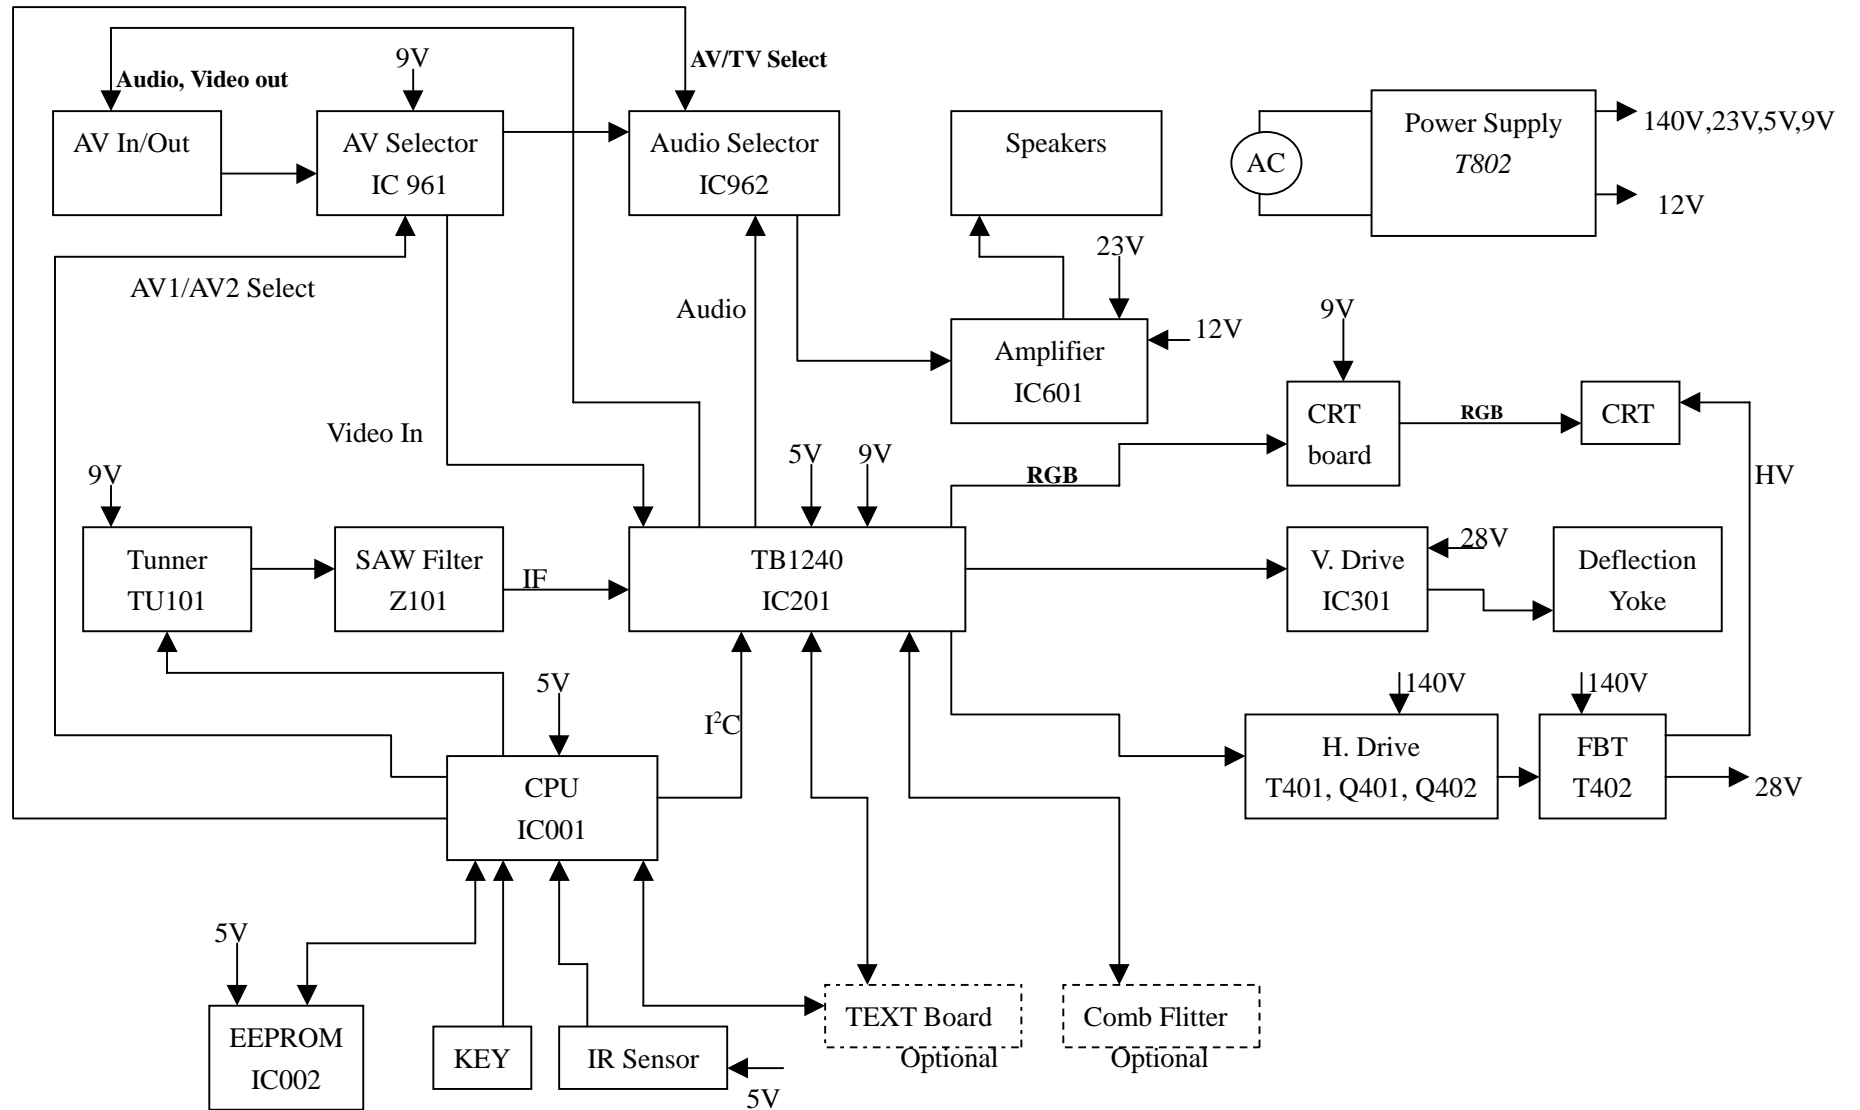 AV/TV Select
9V
Audio, Video out
AV In/Out
AV Selector
IC 961
Audio Selector
IC962
Speakers
AC
Power Supply
T802
140V,23V,5V,9V
12V
23V
AV1/AV2 Select
Audio
12V
Amplifier
IC601
9V
CRT
board
RGB
CRT
Video In
5V
9V
RGB
HV
9V
Tunner
TU101
SAW Filter
Z101
IF
TB1240
IC201
V. Drive
IC301
28V
Deflection
Yoke
5V
I²C
140V
140V
H. Drive
T401, Q401, Q402
FBT
T402
28V
CPU
IC001
5V
EEPROM
IC002
KEY
IR Sensor
5V
TEXT Board
Optional
Comb Flitter
Optional